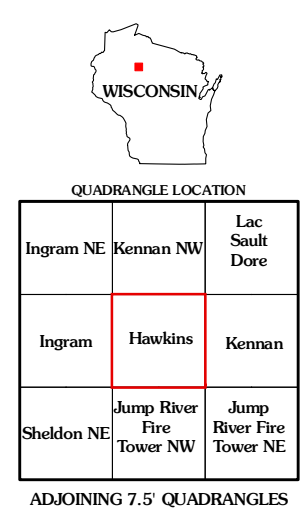 WISCONSIN
QUADRANGLE LOCATION
Ingram NE
Kennan NW
Lac
Sault
Dore
Ingram
Hawkins
Kennan
Sheldon NE
Jump River
Fire
Tower NW
Jump
River Fire
Tower NE
ADJOINING 7.5' QUADRANGLES